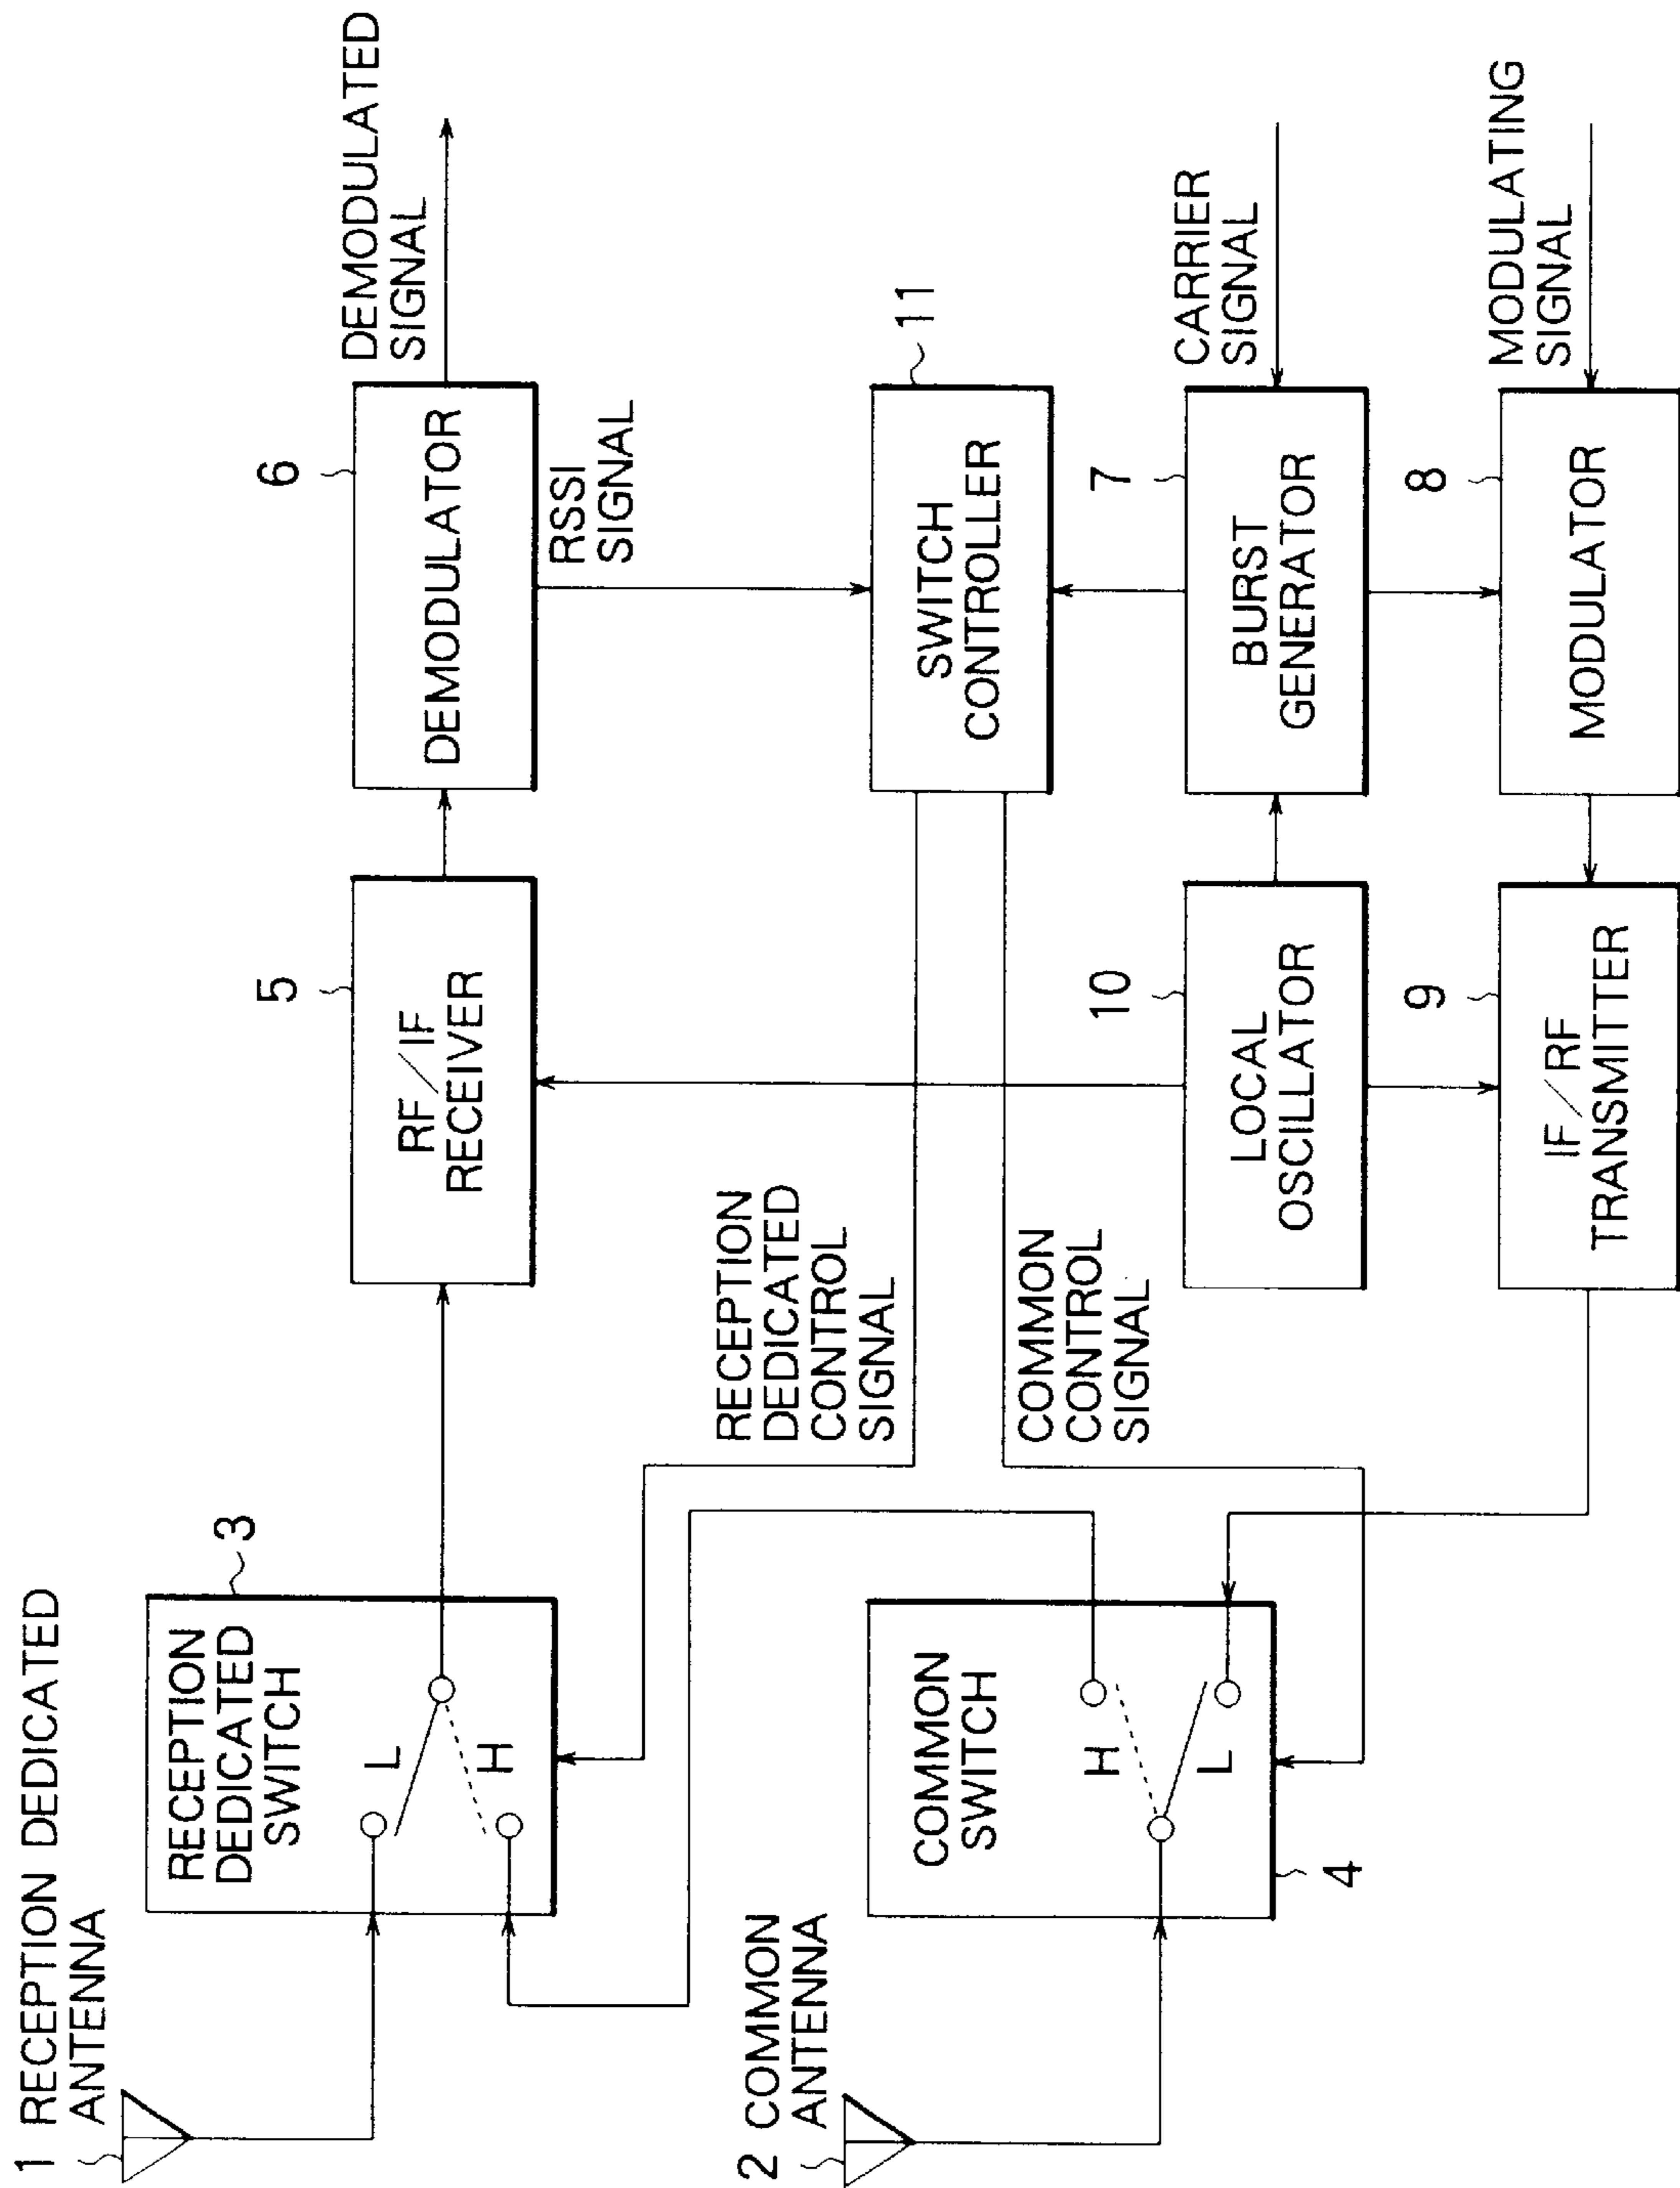 1 RECEPTION DEDICATED
ANTENNA
RECEPTION
DEDICATED
SWITCH
3
L
H
5
RF/IF
RECEIVER
6
DEMODULATOR
DEMODULATED
SIGNAL
RSSI
SIGNAL
RECEPTION
DEDICATED
CONTROL
SIGNAL
SWITCH
CONTROLLER
11
COMMON
CONTROL
SIGNAL
2 COMMON
ANTENNA
COMMON
SWITCH
H
L
4
10
LOCAL
OSCILLATOR
7
BURST
GENERATOR
CARRIER
SIGNAL
9
IF/RF
TRANSMITTER
8
MODULATOR
MODULATING
SIGNAL